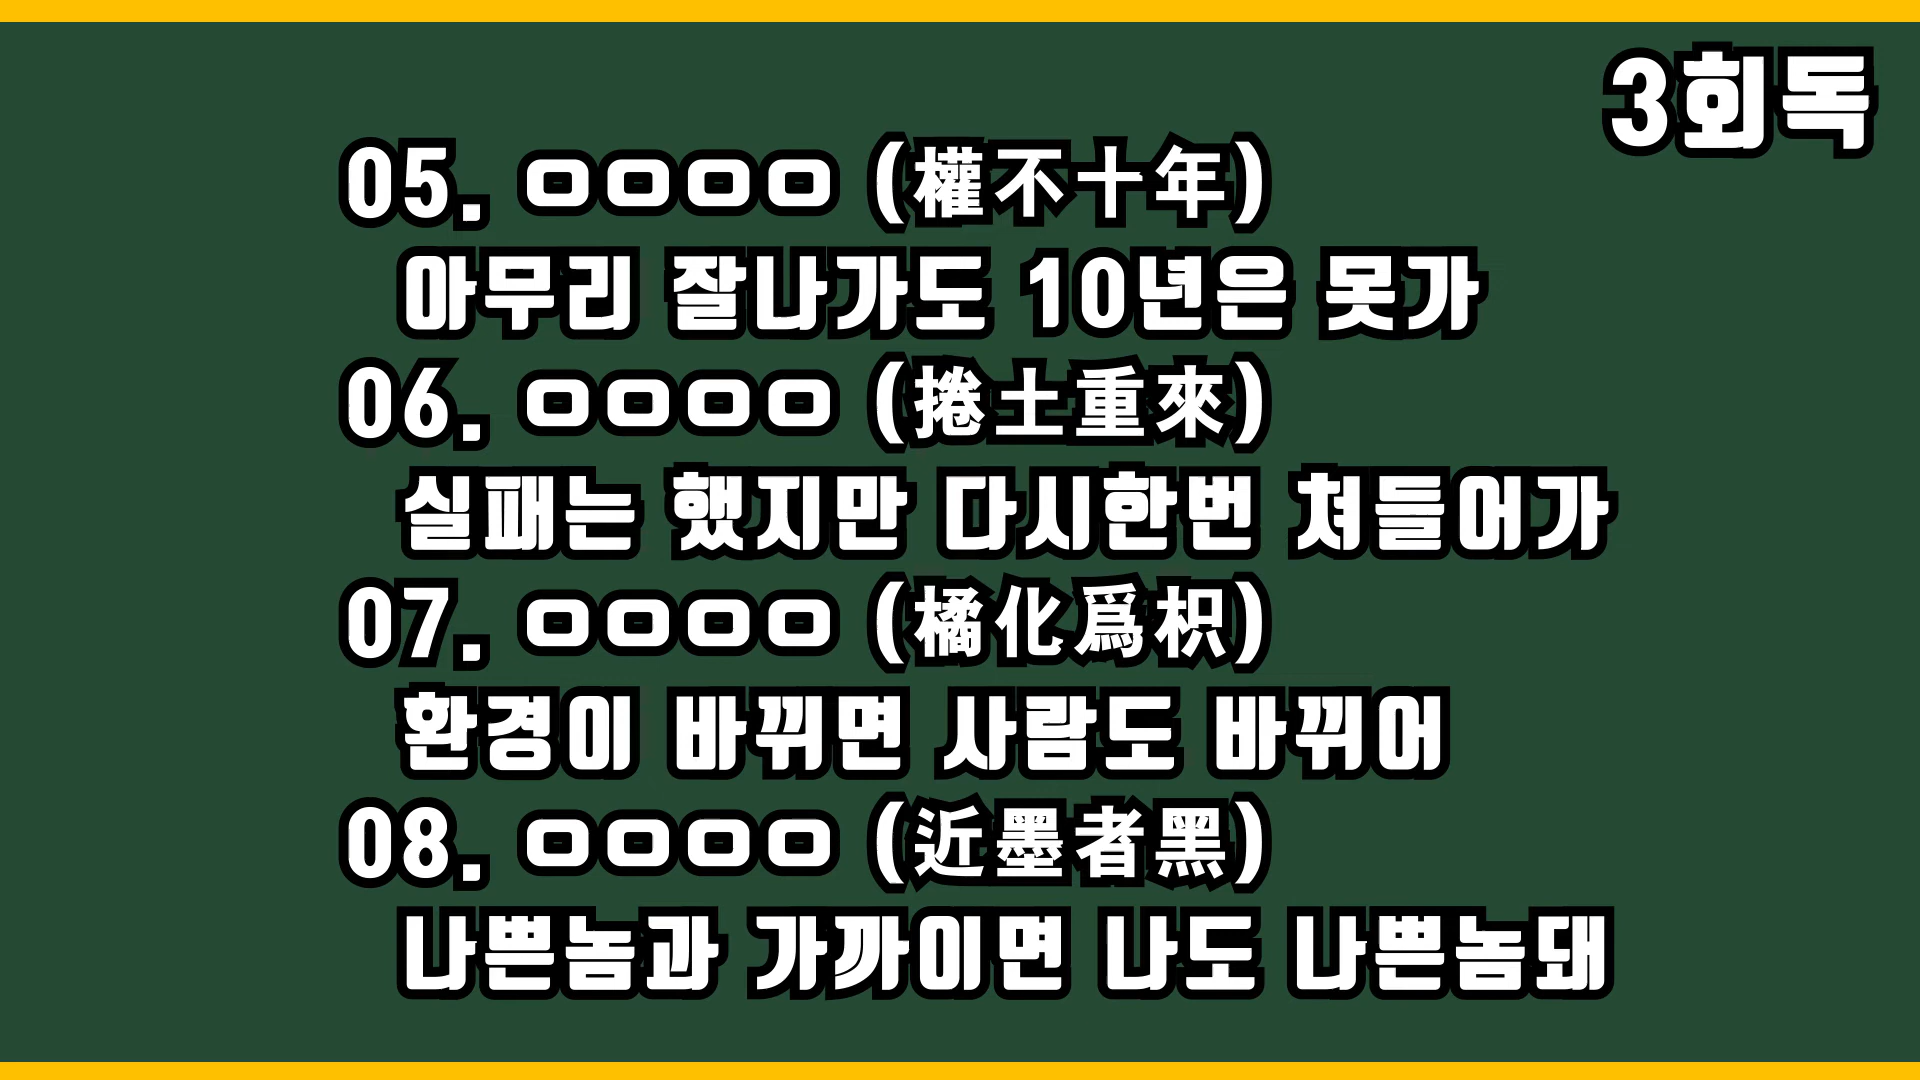 3회독
05. ㅇㅇㅇㅇ (權不十年)
아무리 잘나가도 10년은 못가
06. ㅇㅇㅇㅇ (捲土重來)
실패는 했지만 다시한번 쳐들어가
07. ㅇㅇㅇㅇ (橘化爲枳)
환경이 바뀌면 사람도 바뀌어
08. ㅇㅇㅇㅇ (近墨者黑)
나쁜놈과 가까이면 나도 나쁜놈돼